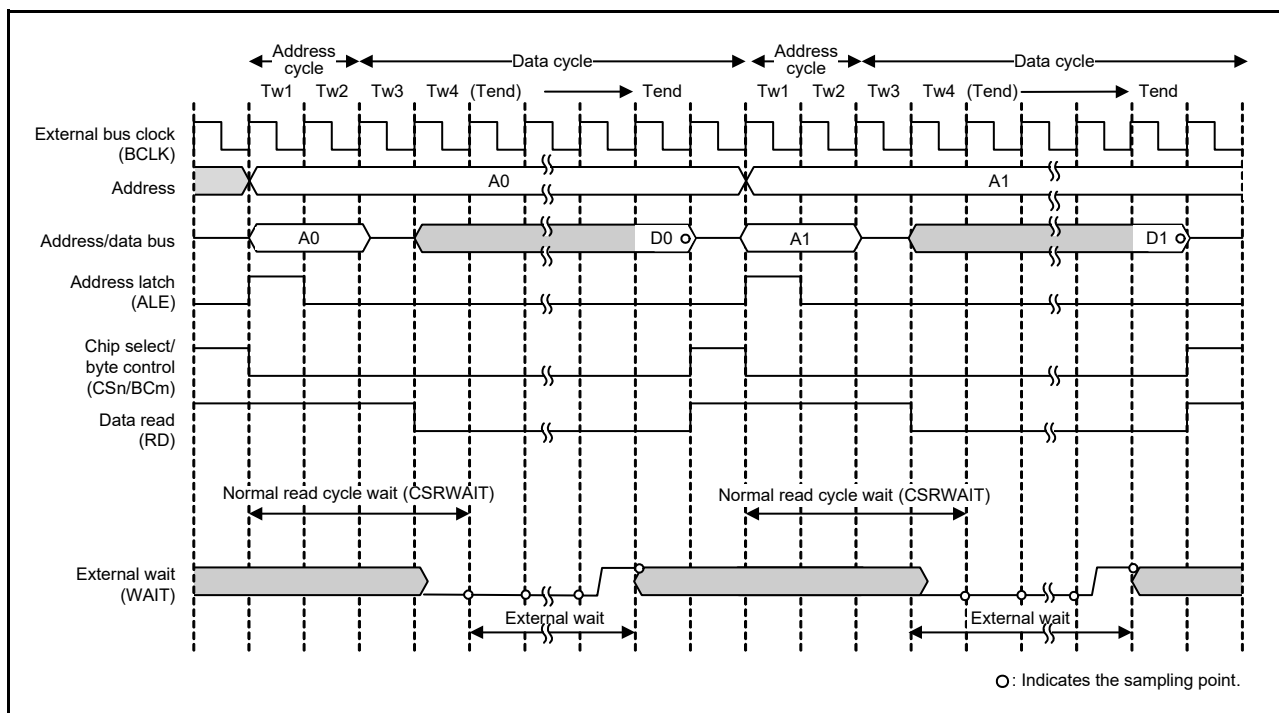 Address
cycle
Data cycle
Address
cycle
Data cycle
Tw1 Tw2 Tw3 Tw4 (Tend) Tend Tw1 Tw2 Tw3 Tw4 (Tend) Tend
External bus clock
(BCLK)
Address
A0
A1
Address/data bus
A0
D0
A1
D1
Address latch
(ALE)
Chip select/
byte control
(CSn/BCm)
Data read
(RD)
Normal read cycle wait (CSRWAIT)
Normal read cycle wait (CSRWAIT)
External wait
(WAIT)
External wait
External wait
: Indicates the sampling point.